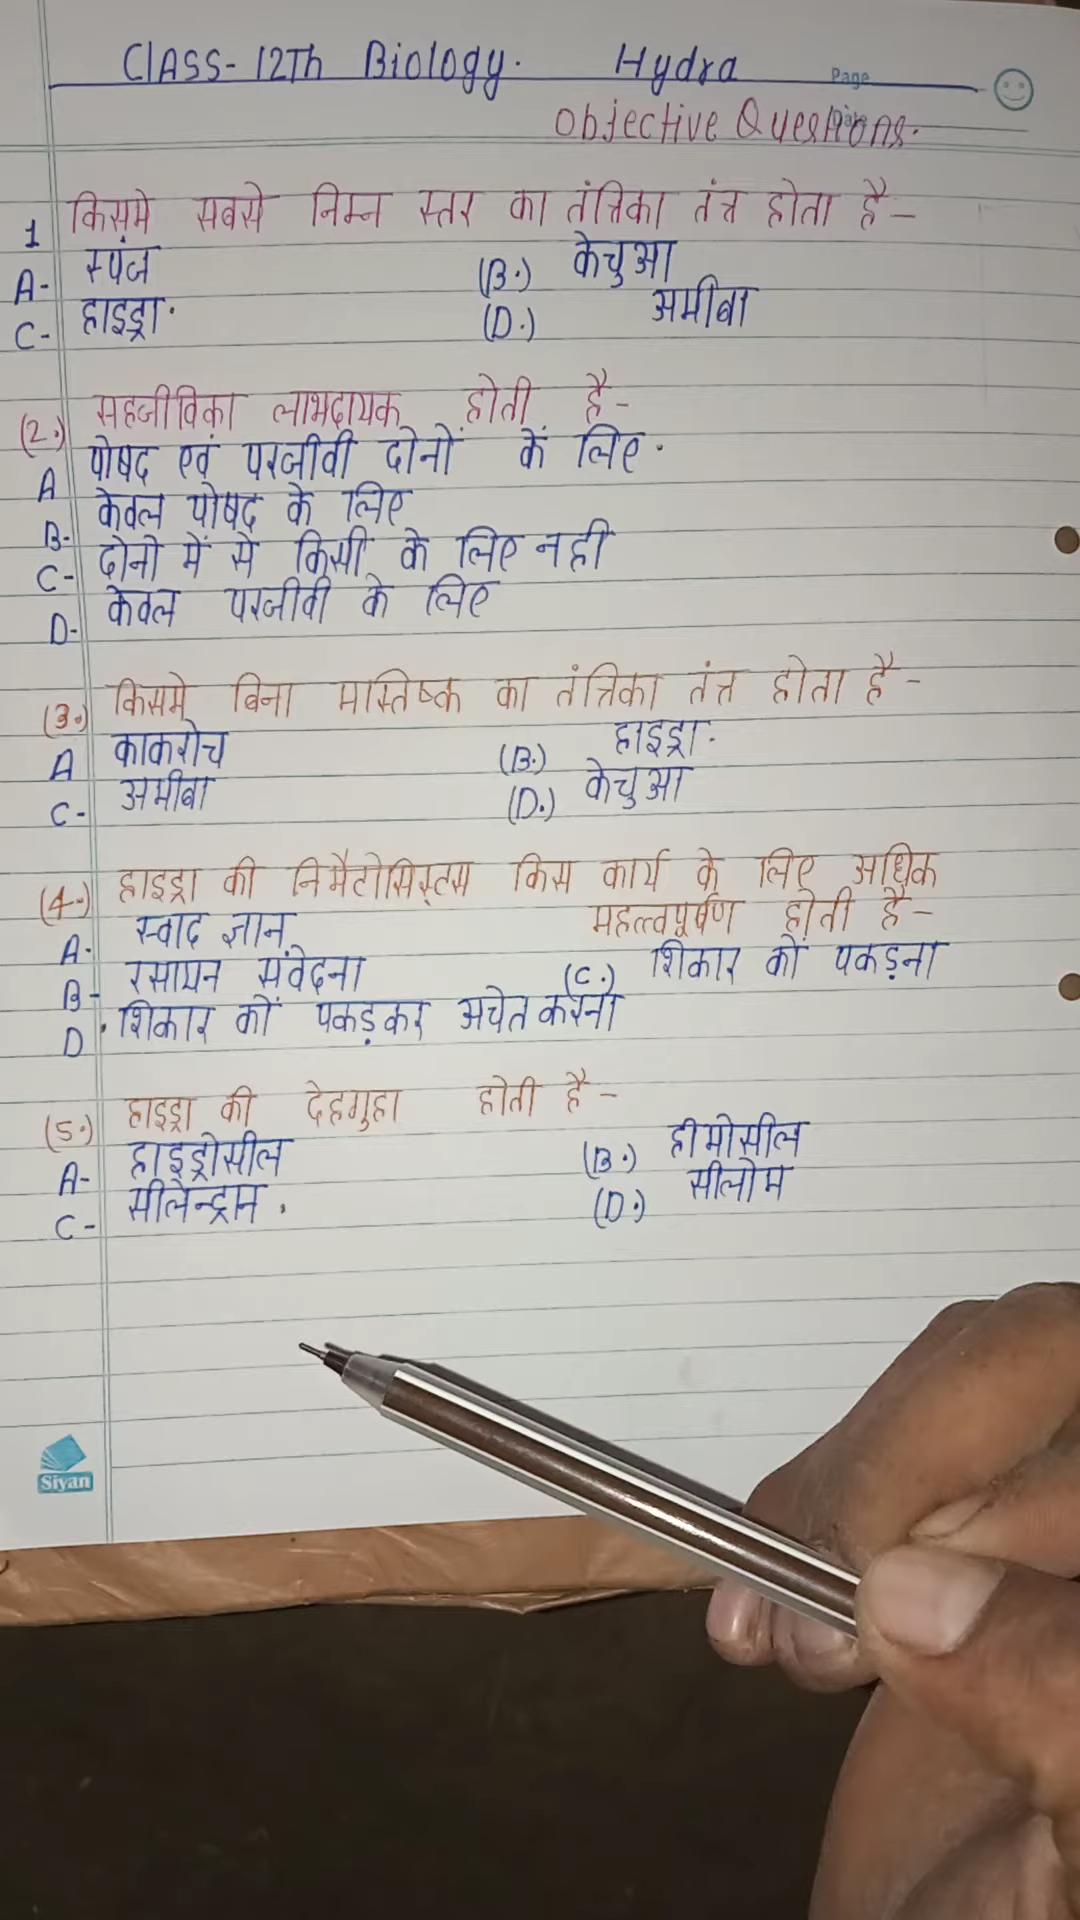 CLASS- 12Th Biology. Hydra
Page
Objective Questions.
1 किसमे सबसे निम्न स्तर का तंत्रिका तंत्र होता है –
A- स्पंज (B.) केचुआ
C- हाइड्रा. (D.) अमीबा
(2.) सहजीविका लाभदायक होती है –
A पोषद एवं परजीवी दोनों के लिए.
B- केवल पोषद के लिए
C- दोनो में से किसी के लिए नही
D- केवल परजीवी के लिए
(3.) किसमे बिना मास्तिष्क का तंत्रिका तंत्र होता है –
A काकरोच (B.) हाइड्रा.
C- अमीबा (D.) केचुआ
(4.) हाइड्रा की निमैटोसिस्टस किस कार्य के लिए अधिक
महत्वपूर्पण होती है –
A. स्वाद ज्ञान
B- रसायन संवेदना (C.) शिकार को पकड़ना
D. शिकार को पकड़कर अचेत करना
(5.) हाइड्रा की देहगुहा होती है –
A- हाइड्रोसील (B.) हीमोसील
C- सीलेन्ट्रान. (D.) सीलोम
Siyan